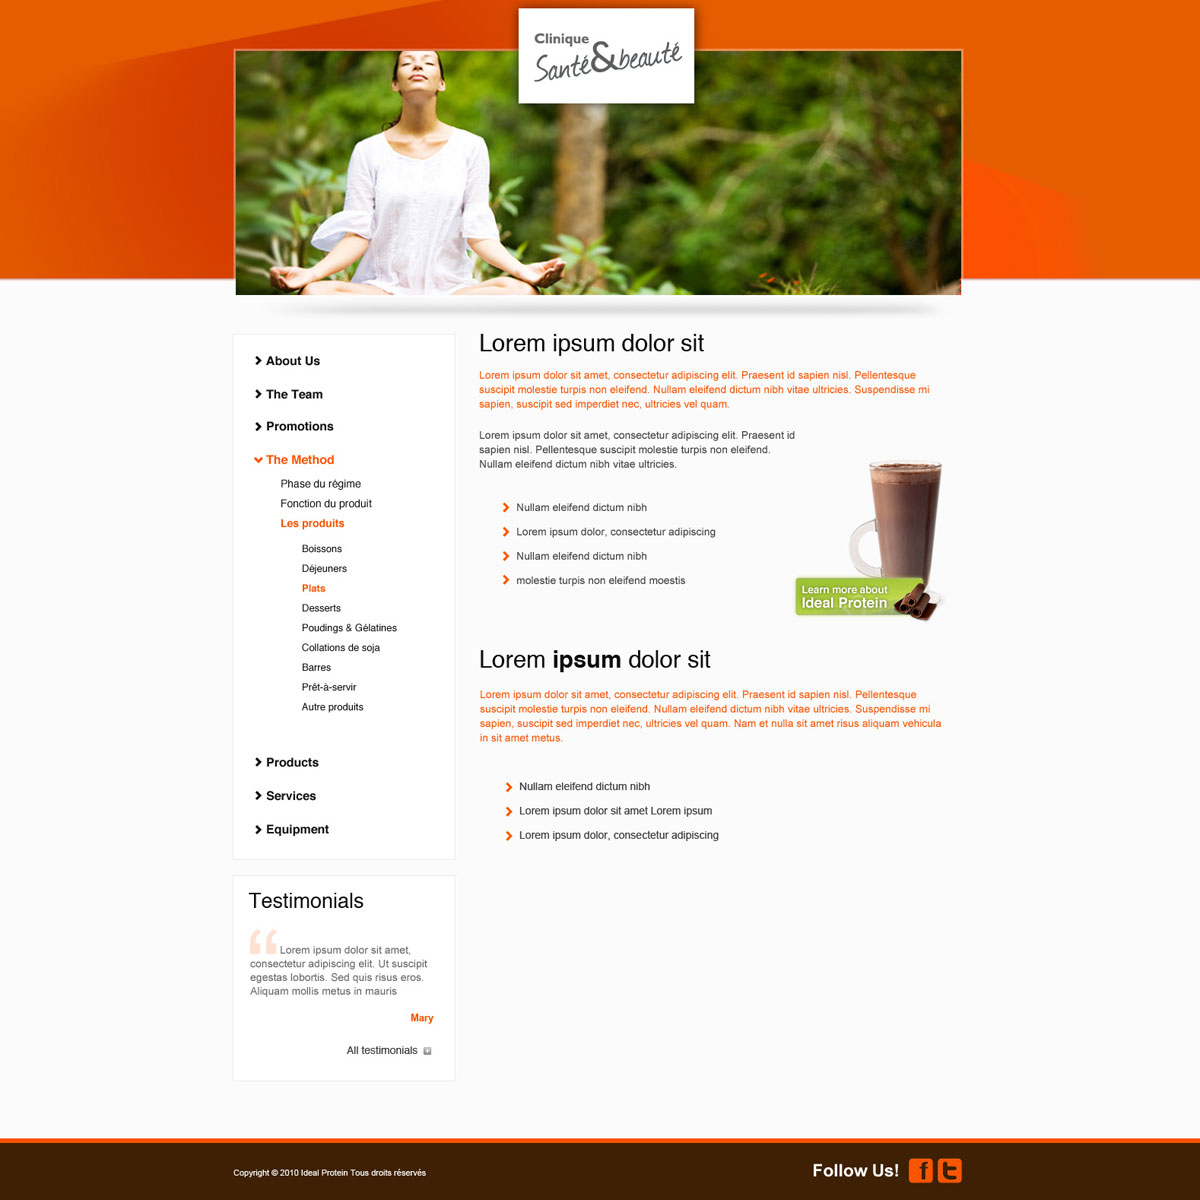 Clinique
Santé&beauté
About Us
The Team
Promotions
The Method
Phase du régime
Fonction du produit
Les produits
Boissons
Déjeuners
Plats
Desserts
Poudings & Gélatines
Collations de soja
Barres
Prêt-à-servir
Autre produits
Products
Services
Equipment
Testimonials
“ Lorem ipsum dolor sit amet,
consectetur adipiscing elit. Ut suscipit
egestas lobortis. Sed quis risus eros.
Aliquam mollis metus in mauris
Mary
All testimonials
Lorem ipsum dolor sit
Lorem ipsum dolor sit amet, consectetur adipiscing elit. Praesent id sapien nisl. Pellentesque
suscipit molestie turpis non eleifend. Nullam eleifend dictum nibh vitae ultricies. Suspendisse mi
sapien, suscipit sed imperdiet nec, ultricies vel quam.
Lorem ipsum dolor sit amet, consectetur adipiscing elit. Praesent id
sapien nisl. Pellentesque suscipit molestie turpis non eleifend.
Nullam eleifend dictum nibh vitae ultricies.
Nullam eleifend dictum nibh
Lorem ipsum dolor, consectetur adipiscing
Nullam eleifend dictum nibh
molestie turpis non eleifend moestis
Learn more about
Ideal Protein
Lorem ipsum dolor sit
Lorem ipsum dolor sit amet, consectetur adipiscing elit. Praesent id sapien nisl. Pellentesque
suscipit molestie turpis non eleifend. Nullam eleifend dictum nibh vitae ultricies. Suspendisse mi
sapien, suscipit sed imperdiet nec, ultricies vel quam. Nam et nulla sit amet risus aliquam vehicula
in sit amet metus.
Nullam eleifend dictum nibh
Lorem ipsum dolor sit amet Lorem ipsum
Lorem ipsum dolor, consectetur adipiscing
Copyright © 2010 Ideal Protein Tous droits réservés
Follow Us! f t